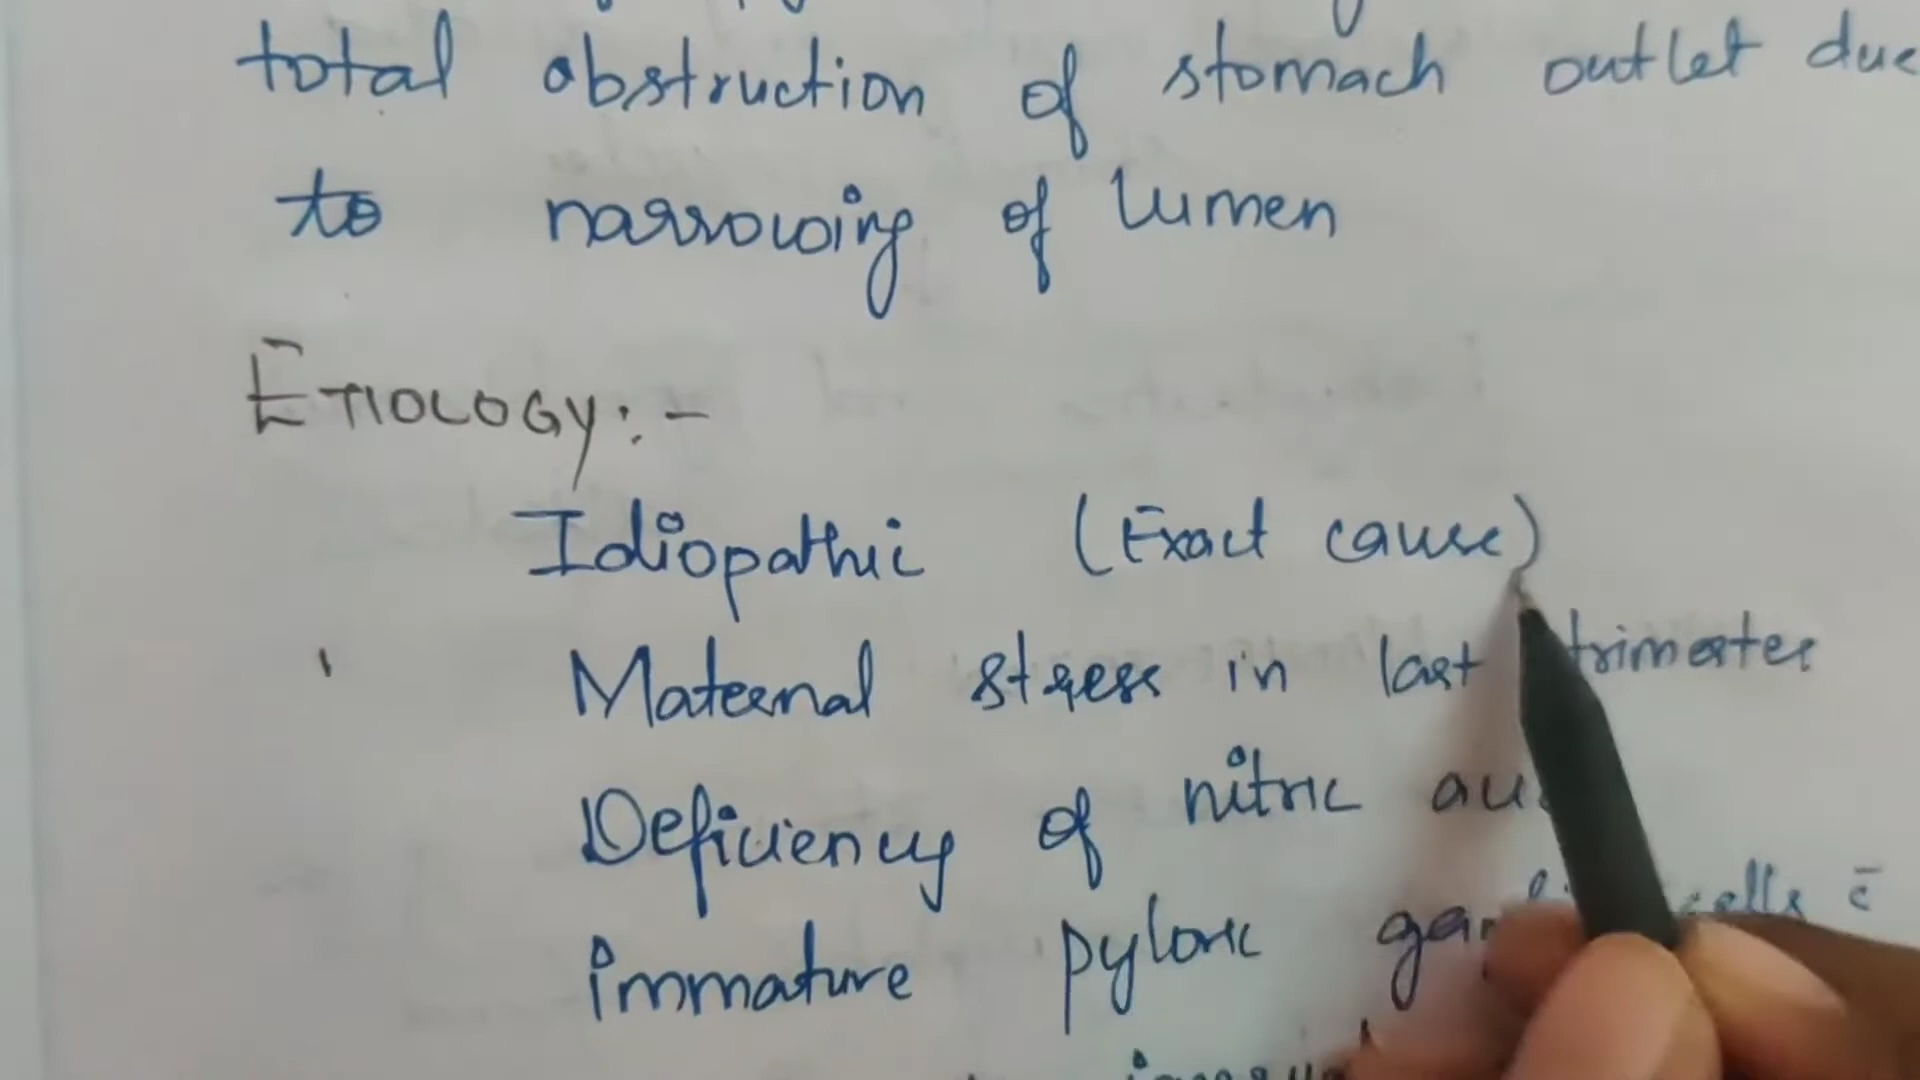 total obstruction of stomach outlet due
to narrowing of lumen
ETIOLOGY:-
Idiopathic (Exact cause)
Maternal stress in last trimester
Deficiency of nitric
immature pyloric cells c̄